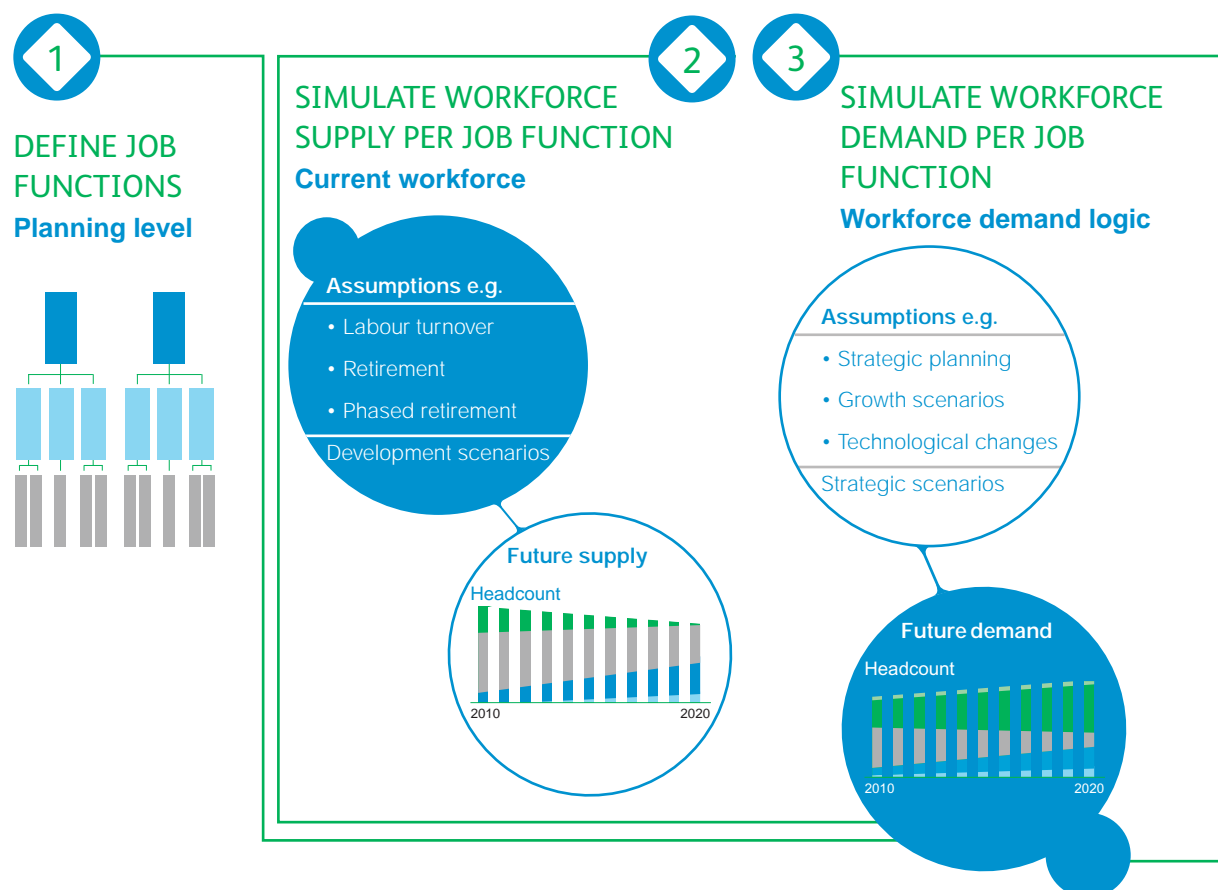 1
DEFINE JOB
FUNCTIONS
Planning level
2
SIMULATE WORKFORCE
SUPPLY PER JOB FUNCTION
Current workforce
Assumptions e.g.
• Labour turnover
• Retirement
• Phased retirement
Development scenarios
Future supply
Headcount
2010 2020
3
SIMULATE WORKFORCE
DEMAND PER JOB
FUNCTION
Workforce demand logic
Assumptions e.g.
• Strategic planning
• Growth scenarios
• Technological changes
Strategic scenarios
Future demand
Headcount
2010 2020